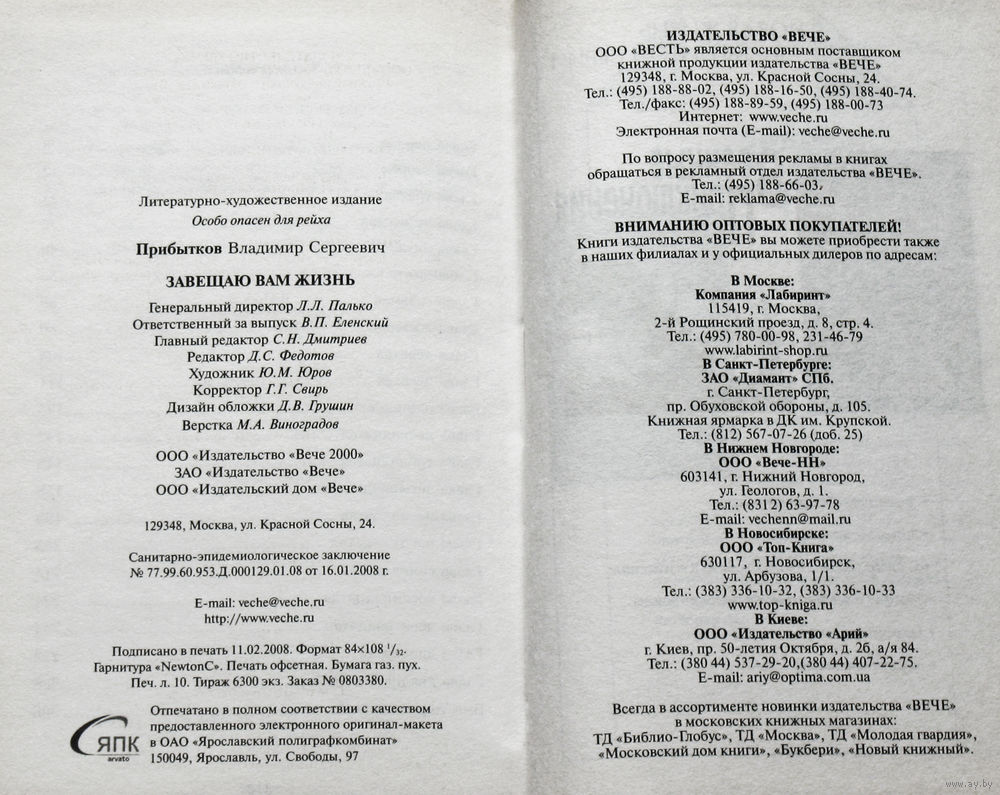 Литературно-художественное издание
Особо опасен для рейха
Прибытков Владимир Сергеевич
ЗАВЕЩАЮ ВАМ ЖИЗНЬ
Генеральный директор Л.Л. Палько
Ответственный за выпуск В.П. Еленский
Главный редактор С.Н. Дмитриев
Редактор Д.С. Федотов
Художник Ю.М. Юров
Корректор Г.Г. Свирь
Дизайн обложки Д.В. Грушин
Верстка М.А. Виноградов
ООО «Издательство «Вече 2000»
ЗАО «Издательство «Вече»
ООО «Издательский дом «Вече»
129348, Москва, ул. Красной Сосны, 24.
Санитарно-эпидемиологическое заключение
№ 77.99.60.953.Д.000129.01.08 от 16.01.2008 г.
E-mail: veche@veche.ru
http://www.veche.ru
Подписано в печать 11.02.2008. Формат 84×108 1/32.
Гарнитура «NewtonC». Печать офсетная. Бумага газ. пух.
Печ. л. 10. Тираж 6300 экз. Заказ № 0803380.
ЯПК
arvato
Отпечатано в полном соответствии с качеством
предоставленного электронного оригинал-макета
в ОАО «Ярославский полиграфкомбинат»
150049, Ярославль, ул. Свободы, 97
ИЗДАТЕЛЬСТВО «ВЕЧЕ»
ООО «ВЕСТЬ» является основным поставщиком
книжной продукции издательства «ВЕЧЕ»
129348, г. Москва, ул. Красной Сосны, 24.
Тел.: (495) 188-88-02, (495) 188-16-50, (495) 188-40-74.
Тел./факс: (495) 188-89-59, (495) 188-00-73
Интернет: www.veche.ru
Электронная почта (E-mail): veche@veche.ru
По вопросу размещения рекламы в книгах
обращаться в рекламный отдел издательства «ВЕЧЕ».
Тел.: (495) 188-66-03.
E-mail: reklama@veche.ru
ВНИМАНИЮ ОПТОВЫХ ПОКУПАТЕЛЕЙ!
Книги издательства «ВЕЧЕ» вы можете приобрести также
в наших филиалах и у официальных дилеров по адресам:
В Москве:
Компания «Лабиринт»
115419, г. Москва,
2-й Рощинский проезд, д. 8, стр. 4.
Тел.: (495) 780-00-98, 231-46-79
www.labirint-shop.ru
В Санкт-Петербурге:
ЗАО «Диамант» СПб.
г. Санкт-Петербург,
пр. Обуховской обороны, д. 105.
Книжная ярмарка в ДК им. Крупской.
Тел.: (812) 567-07-26 (доб. 25)
В Нижнем Новгороде:
ООО «Вече-НН»
603141, г. Нижний Новгород,
ул. Геологов, д. 1.
Тел.: (8312) 63-97-78
E-mail: vechenn@mail.ru
В Новосибирске:
ООО «Топ-Книга»
630117, г. Новосибирск,
ул. Арбузова, 1/1.
Тел.: (383) 336-10-32, (383) 336-10-33
www.top-kniga.ru
В Киеве:
ООО «Издательство «Арий»
г. Киев, пр. 50-летия Октября, д. 2б, а/я 84.
Тел.: (380 44) 537-29-20,(380 44) 407-22-75.
E-mail: ariy@optima.com.ua
Всегда в ассортименте новинки издательства «ВЕЧЕ»
в московских книжных магазинах:
ТД «Библио-Глобус», ТД «Москва», ТД «Молодая гвардия»,
«Московский дом книги», «Букбери», «Новый книжный».
www.ay.by